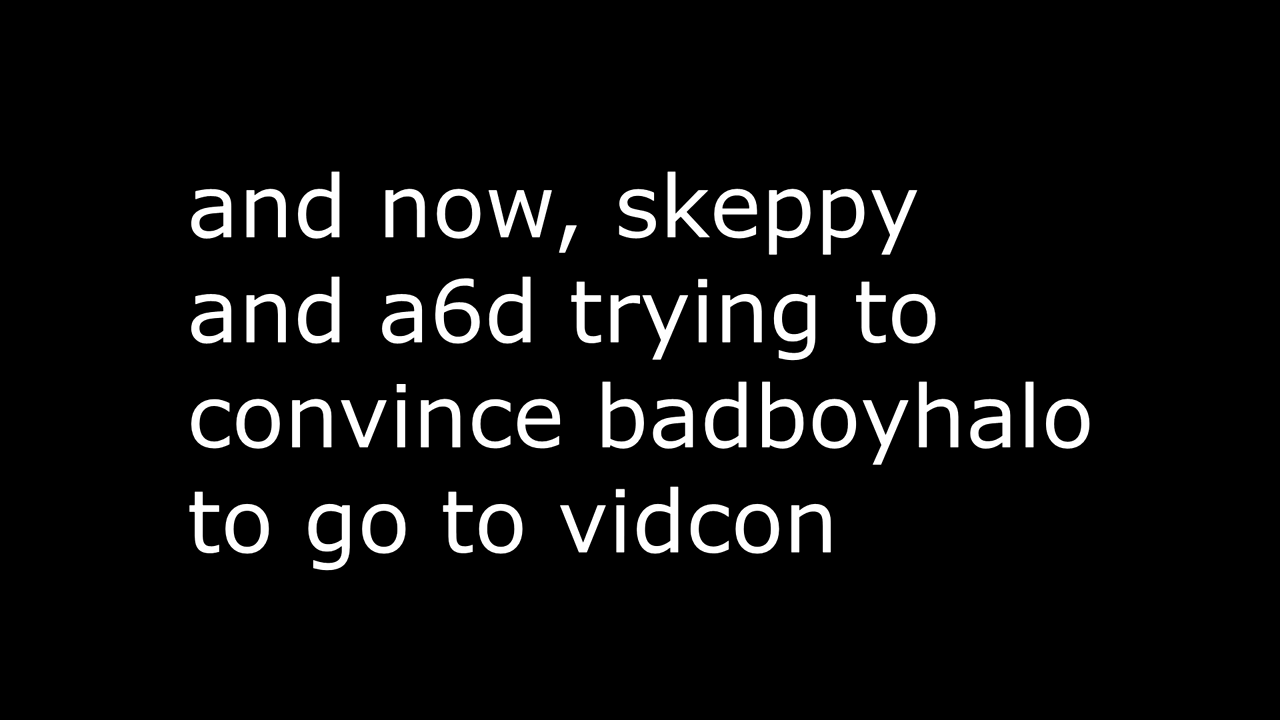 and now, skeppy
and a6d trying to
convince badboyhalo
to go to vidcon